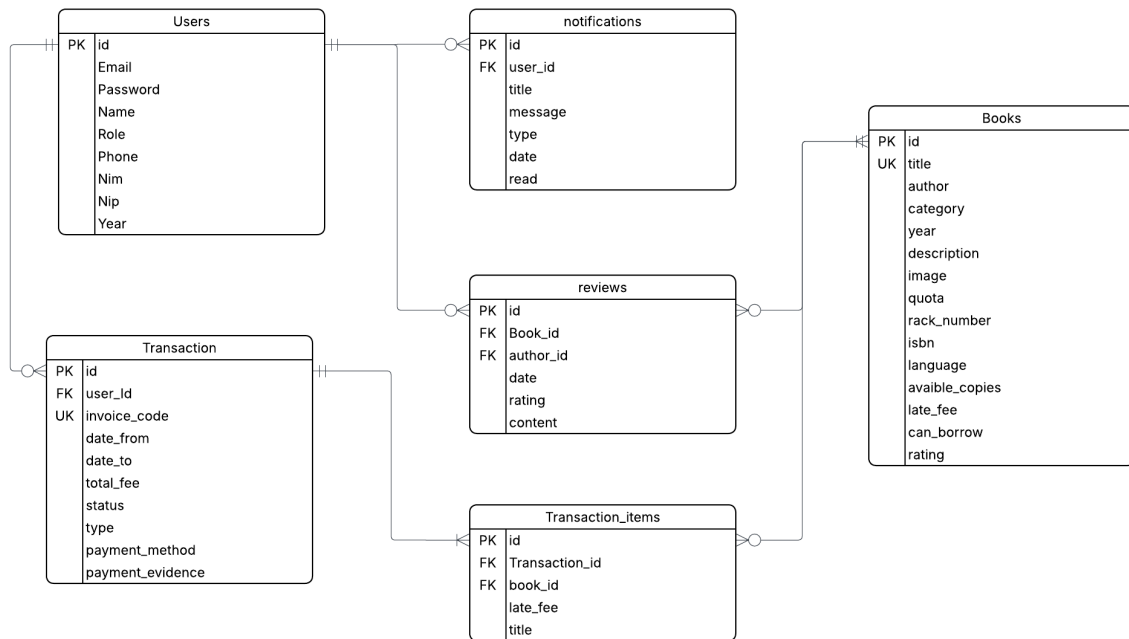 Users
PK id
Email
Password
Name
Role
Phone
Nim
Nip
Year
notifications
PK id
FK user_id
title
message
type
date
read
Books
PK id
UK title
author
category
year
description
image
quota
rack_number
isbn
language
avaible_copies
late_fee
can_borrow
rating
reviews
PK id
FK Book_id
FK author_id
date
rating
content
Transaction
PK id
FK user_Id
UK invoice_code
date_from
date_to
total_fee
status
type
payment_method
payment_evidence
Transaction_items
PK id
FK Transaction_id
FK book_id
late_fee
title